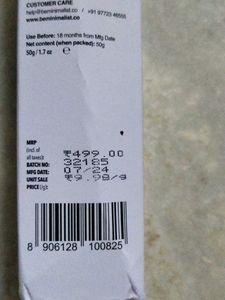 CUSTOMER CARE
help@beminimalist.co / +91 97723 46555
www.beminimalist.co
Use Before: 18 months from Mfg Date
Net content (when packed): 50g
50g / 1.7 oz ℮
MRP
(incl. of
all taxes): ₹499.00
BATCH NO: 32185
MFG DATE: 07/24
UNIT SALE
PRICE (/g): ₹9.98/g
8 906128 100825